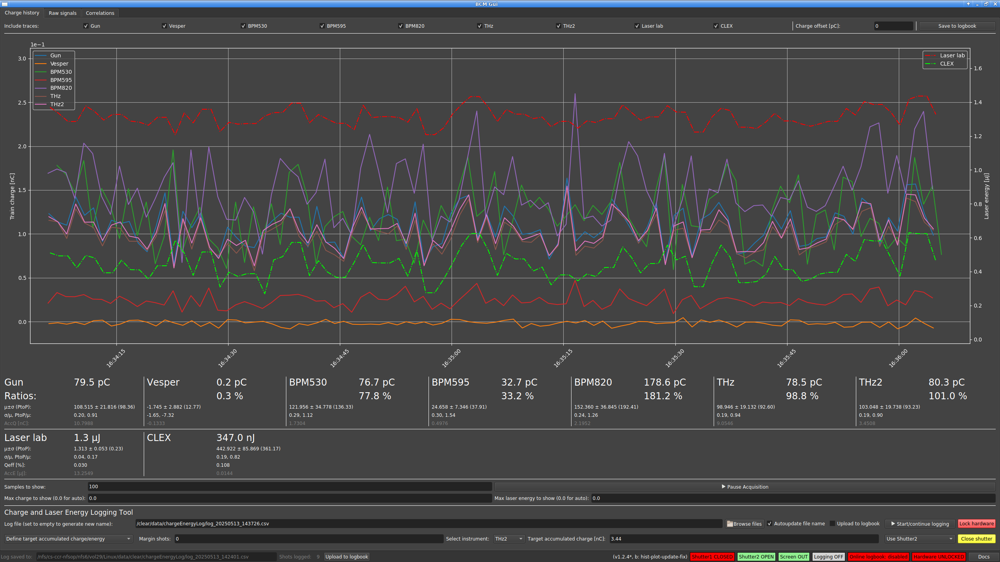 BCM Gui
Charge history Raw signals Correlations
Include traces: Gun Vesper BPM530 BPM595 BPM820 THz THz2 Laser lab CLEX Charge offset [pC]: 0 Save to logbook
1e−1
Gun
Vesper
BPM530
BPM595
BPM820
THz
THz2
Laser lab
CLEX
3.0
2.5
2.0
1.5
1.0
0.5
0.0
Train charge [nC]
1.6
1.4
1.2
1.0
0.8
0.6
0.4
0.2
0.0
Laser energy [µJ]
16:34:15 16:34:30 16:34:45 16:35:00 16:35:15 16:35:30 16:35:45 16:36:00
Gun 79.5 pC Vesper 0.2 pC BPM530 76.7 pC BPM595 32.7 pC BPM820 178.6 pC THz 78.5 pC THz2 80.3 pC
Ratios: 0.3 % 77.8 % 33.2 % 181.2 % 98.8 % 101.0 %
µ±σ (PtoP): 108.515 ± 21.816 (98.36) -1.745 ± 2.882 (12.77) 121.956 ± 34.778 (136.33) 24.658 ± 7.346 (37.91) 152.360 ± 36.845 (192.41) 98.946 ± 19.132 (92.60) 103.048 ± 19.738 (93.23)
σ/µ, PtoP/µ: 0.20, 0.91 -1.65, -7.32 0.29, 1.12 0.30, 1.54 0.24, 1.26 0.19, 0.94 0.19, 0.90
AccQ [nC]: 10.7988 -0.1333 1.7304 0.4976 2.1952 9.0546 3.4508
Laser lab 1.3 µJ CLEX 347.0 nJ
µ±σ (PtoP): 1.313 ± 0.053 (0.23) 442.922 ± 85.869 (361.17)
σ/µ, PtoP/µ: 0.04, 0.17 0.19, 0.82
Qeff [%]: 0.030 0.108
AccE [µJ]: 13.2549 0.0144
Samples to show: 100 Pause Acquisition
Max charge to show (0.0 for auto): 0.0 Max laser energy to show (0.0 for auto): 0.0
Charge and Laser Energy Logging Tool
Log file (set to empty to generate new name): /clear/data/chargeEnergyLog/log_20250513_143726.csv Browse files Autoupdate file name Upload to logbook Start/continue logging Lock hardware
Define target accumulated charge/energy Margin shots: 0 Select instrument: THz2 Target accumulated charge [nC]: 3.44 Use Shutter2 Close shutter
Log saved to: /nfs/cs-ccr-nfsop/nfs6/vol29/Linux/data/clear/chargeEnergyLog/log_20250513_142401.csv Shots logged: 9 Upload to logbook (v1.2.4*, b: hist-plot-update-fix) Shutter1 CLOSED Shutter2 OPEN Screen OUT Logging OFF Online logbook: disabled Hardware UNLOCKED Docs